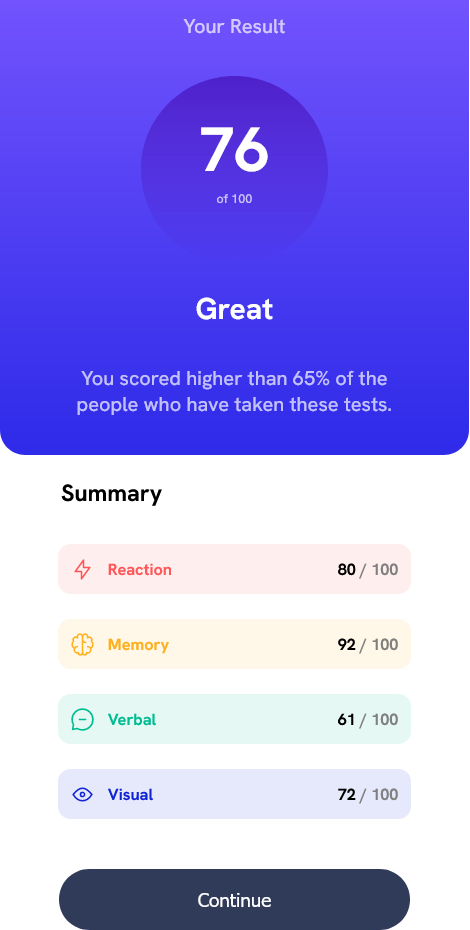 Your Result
76
of 100
Great
You scored higher than 65% of the
people who have taken these tests.
Summary
Reaction 80 / 100
Memory 92 / 100
Verbal 61 / 100
Visual 72 / 100
Continue